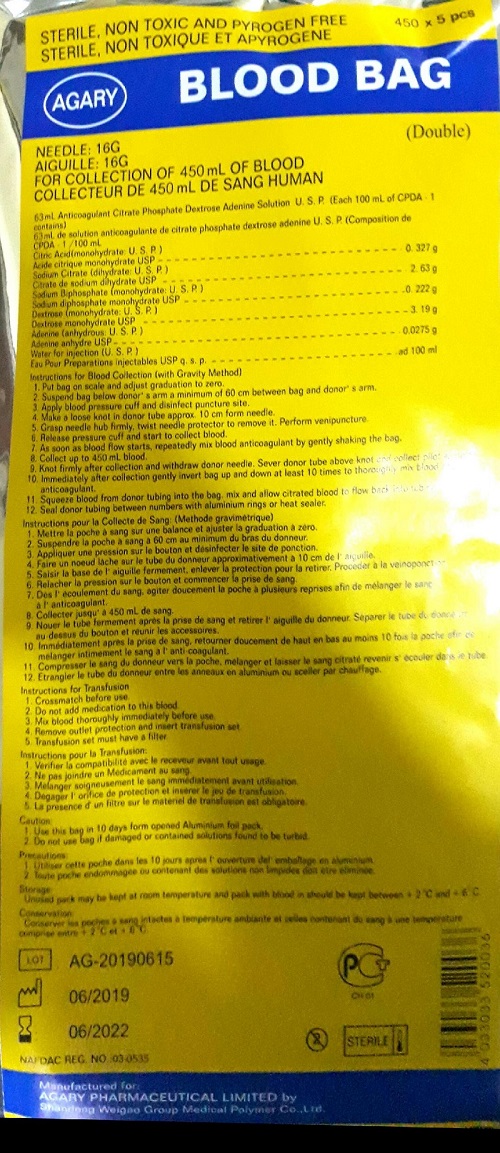 STERILE, NON TOXIC AND PYROGEN FREE
450 x 5 pcs
STERILE, NON TOXIQUE ET APYROGENE
AGARY
BLOOD BAG
(Double)
NEEDLE: 16G
AIGUILLE: 16G
FOR COLLECTION OF 450 mL OF BLOOD
COLLECTEUR DE 450 mL DE SANG HUMAN
63mL Anticoagulant Citrate Phosphate Dextrose Adenine Solution U. S. P. (Each 100 mL of CPDA - 1
contains)
63mL de solution anticoagulante de citrate phosphate dextrose adenine U. S. P. (Composition de
CPDA - 1 /100 mL
Citric Acid(monohydrate: U. S. P.)
Acide citrique monohydrate USP - - - 0. 327 g
Sodium Citrate (dihydrate: U. S. P.)
Citrate de sodium dihydrate USP - - - 2. 63 g
Sodium Biphosphate (monohydrate: U. S. P.)
Sodium diphosphate monohydrate USP - - - 0. 222 g
Dextrose (monohydrate: U. S. P.)
Dextrose monohydrate USP - - - 3. 19 g
Adenine (anhydrous: U. S. P.)
Adenine anhydre USP - - - 0.0275 g
Water for injection (U. S. P.)
Eau Pour Preparations injectables USP q. s. p. - - - ad 100 ml
Instructions for Blood Collection (with Gravity Method)
1. Put bag on scale and adjust graduation to zero.
2. Suspend bag below donor' s arm a minimum of 60 cm between bag and donor' s arm.
3. Apply blood pressure cuff and disinfect puncture site.
4. Make a loose knot in donor tube approx. 10 cm form needle.
5. Grasp needle hub firmly, twist needle protector to remove it. Perform venipuncture.
6. Release pressure cuff and start to collect blood.
7. As soon as blood flow starts, repeatedly mix blood anticoagulant by gently shaking the bag.
8. Collect up to 450 mL blood.
9. Knot firmly after collection and withdraw donor needle. Sever donor tube above knot and collect pilot
10. Immediately after collection gently invert bag up and down at least 10 times to thoroughly mix blood
anticoagulant.
11. Squeeze blood from donor tubing into the bag, mix and allow citrated blood to flow back into
12. Seal donor tubing between numbers with aluminium rings or heat sealer.
Instructions pour la Collecte de Sang: (Methode gravimetrique)
1. Mettre la poche à sang sur une balance et ajuster la graduation à zero.
2. Suspendre la poche à sang à 60 cm au minimum du bras du donneur.
3. Appliquer une pression sur le bouton et desinfecter le site de ponction.
4. Faire un noeud lâche sur le tube du donneur approximativement à 10 cm de l' aiguille.
5. Saisir la base de l' aiguille fermement, enlever la protection pour la retirer. Proceder à la
6. Relacher la pression sur le bouton et commencer la prise de sang.
7. Des l' ecoulement du sang, agiter doucement la poche à plusieurs reprises afin de mélanger le sang
à l' anticoagulant.
8. Collecter jusqu' à 450 mL de sang.
9 Nouer le tube fermement après la prise de sang et retirer l' aiguille du donneur. Separer le tube du
au dessus du bouton et reunir les accessoires.
10. Immédiatement apres la prise de sang, retourner doucement de haut en bas au moins 10 fois la poche afin de
mélanger intimement le sang à l' anti-coagulant.
11. Compresser le sang du donneur vers la poche, melanger et laisser le sang citraté revenir s' ecouler dans le tube.
12. Etrangler le tube du donneur entre les anneaux en aluminium ou sceller par chauffage.
Instructions for Transfusion
1. Crossmatch before use.
2. Do not add medication to this blood.
3. Mix blood thoroughly immediately before use.
4. Remove outlet protection and insert transfusion set.
5. Transfusion set must have a filter.
Instructions pour la Transfusion:
1. Verifier la compatibilité avec le receveur avant tout usage.
2. Ne pas joindre un Medicament au sang.
3. Mélanger soigneusement le sang immédiatement avant utilisation.
4. Dégager l' orifice de protection et inserer le jeu de transfusion.
5. La presence d' un filtre sur le materiel de transfusion est obligatoire.
Caution:
1. Use this bag in 10 days form opened Aluminium foil pack.
2. Do not use bag if damaged or contained solutions found to be turbid.
Precautions:
1. Utiliser cette poche dans les 10 jours apres l' ouverture del' emballage en aluminium.
2. Toute poche endommagee ou contenant des solutions non limpides doit etre eliminée.
Storage
Unused pack may be kept at room temperature and pack with blood in should be kept between + 2 °C and + 6 °C
Conservation:
Conserver les poches a sang intactes à température ambiante et celles contenant du sang à une température
comprise entre + 2°C et + 6°C
LOT AG-20190615
06/2019
06/2022
NAFDAC REG. NO.:03-0535
PCT
CH 01
2
STERILE
4 033033 520036
Manufactured for:
AGARY PHARMACEUTICAL LIMITED by
Shandong Weigao Group Medical Polymer Co.,Ltd.